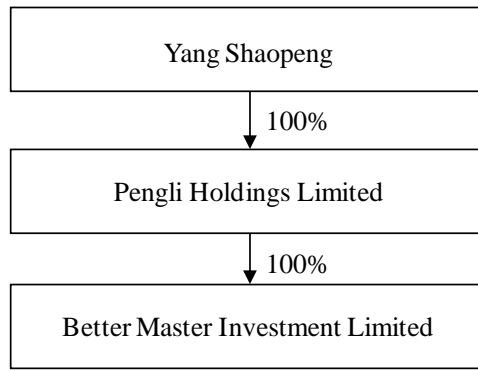 Yang Shaopeng
100%
Pengli Holdings Limited
100%
Better Master Investment Limited